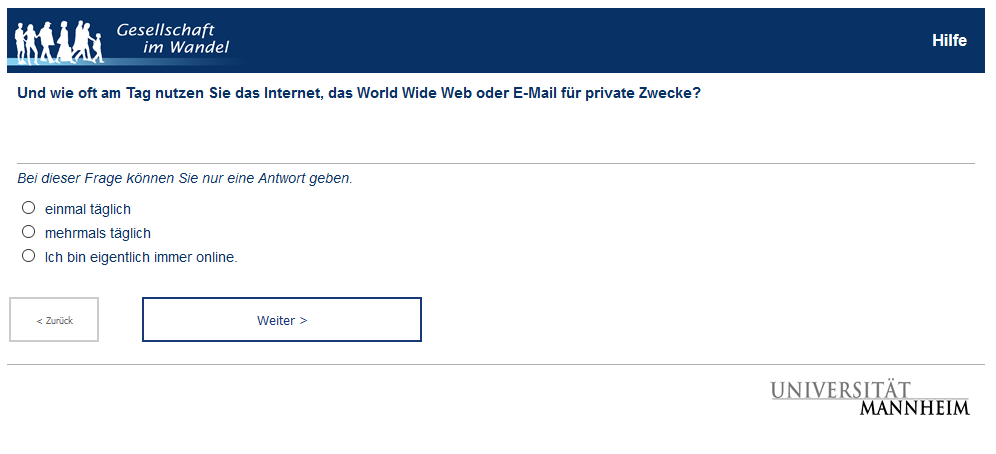 Gesellschaft
im Wandel
Hilfe
Und wie oft am Tag nutzen Sie das Internet, das World Wide Web oder E-Mail für private Zwecke?
Bei dieser Frage können Sie nur eine Antwort geben.
einmal täglich
mehrmals täglich
Ich bin eigentlich immer online.
< Zurück
Weiter >
UNIVERSITÄT
MANNHEIM